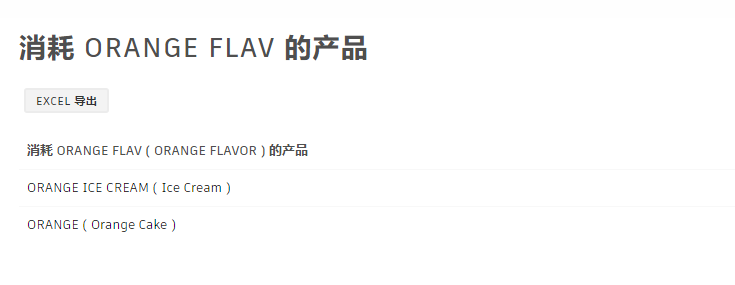 消耗 ORANGE FLAV 的产品
EXCEL 导出
消耗 ORANGE FLAV ( ORANGE FLAVOR ) 的产品
ORANGE ICE CREAM ( Ice Cream )
ORANGE ( Orange Cake )